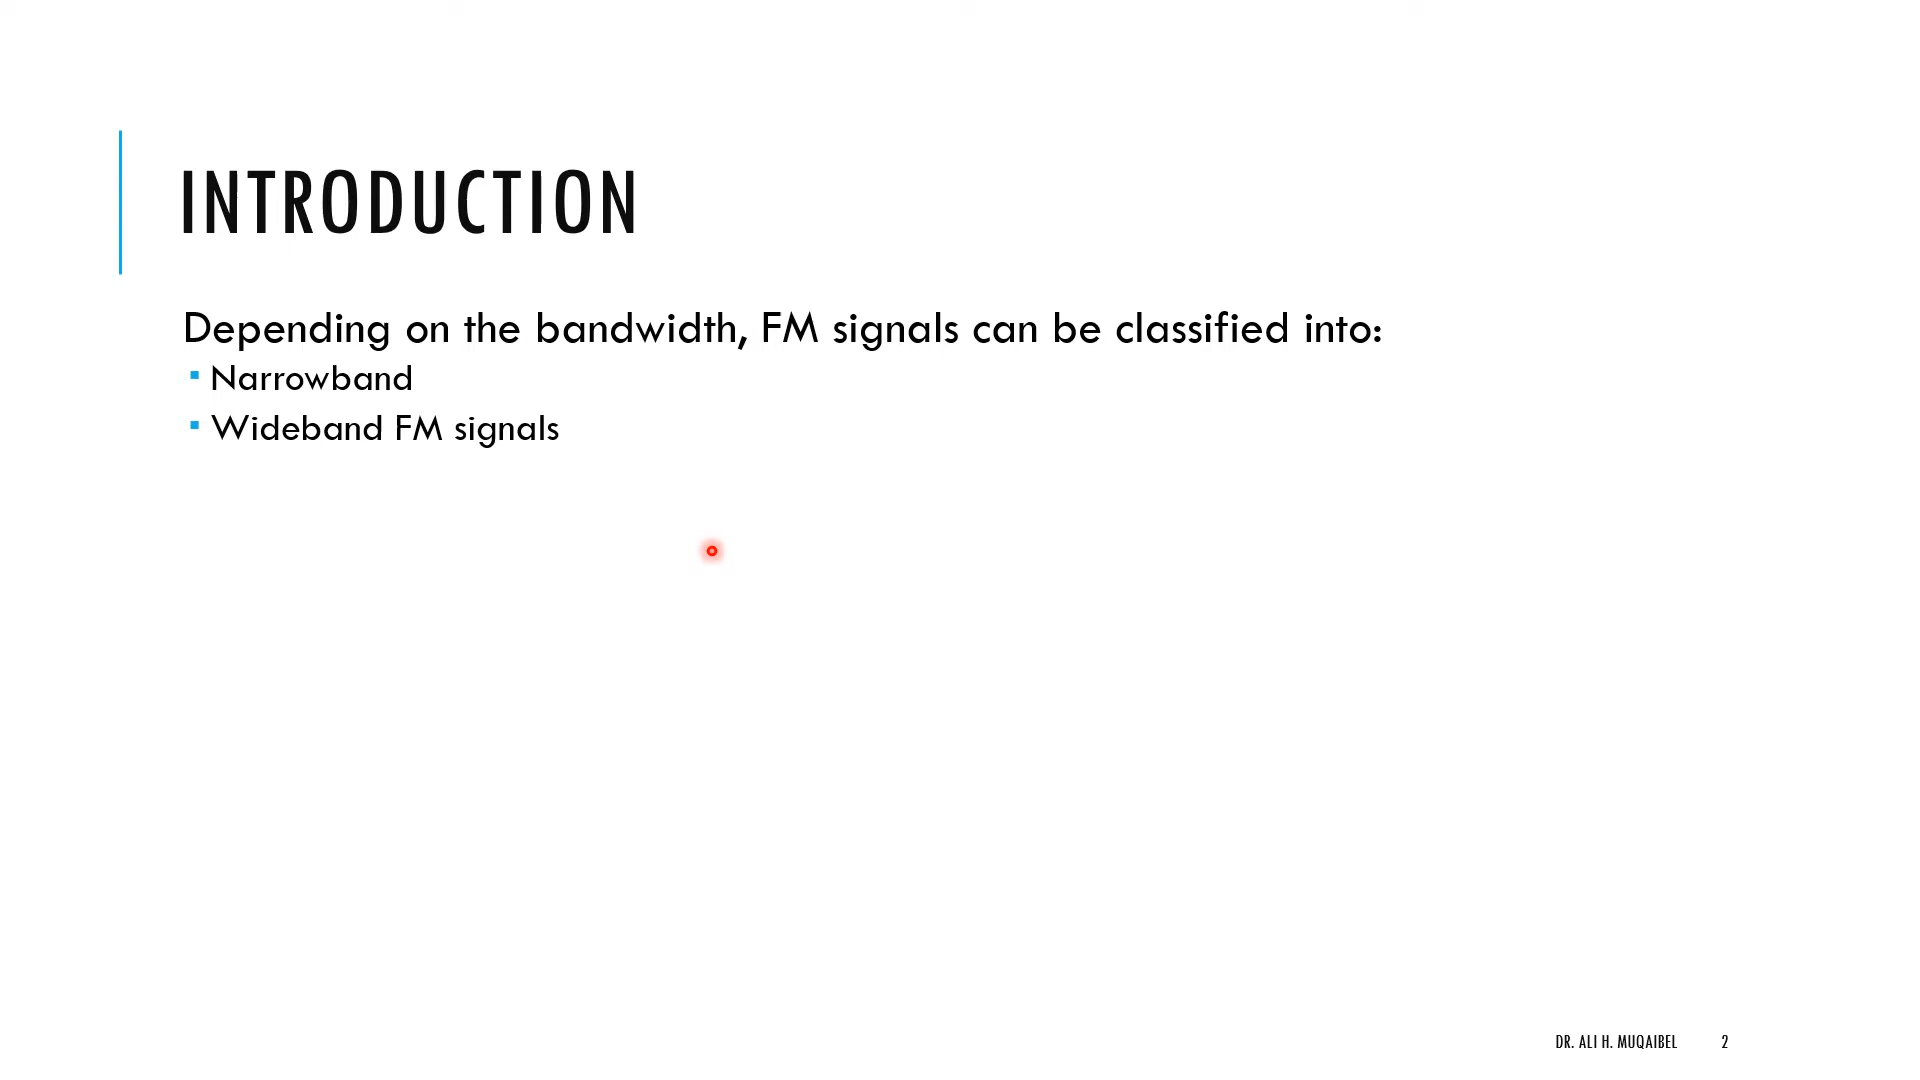 INTRODUCTION
Depending on the bandwidth, FM signals can be classified into:
▪ Narrowband
▪ Wideband FM signals
DR. ALI H. MUQAIBEL 2